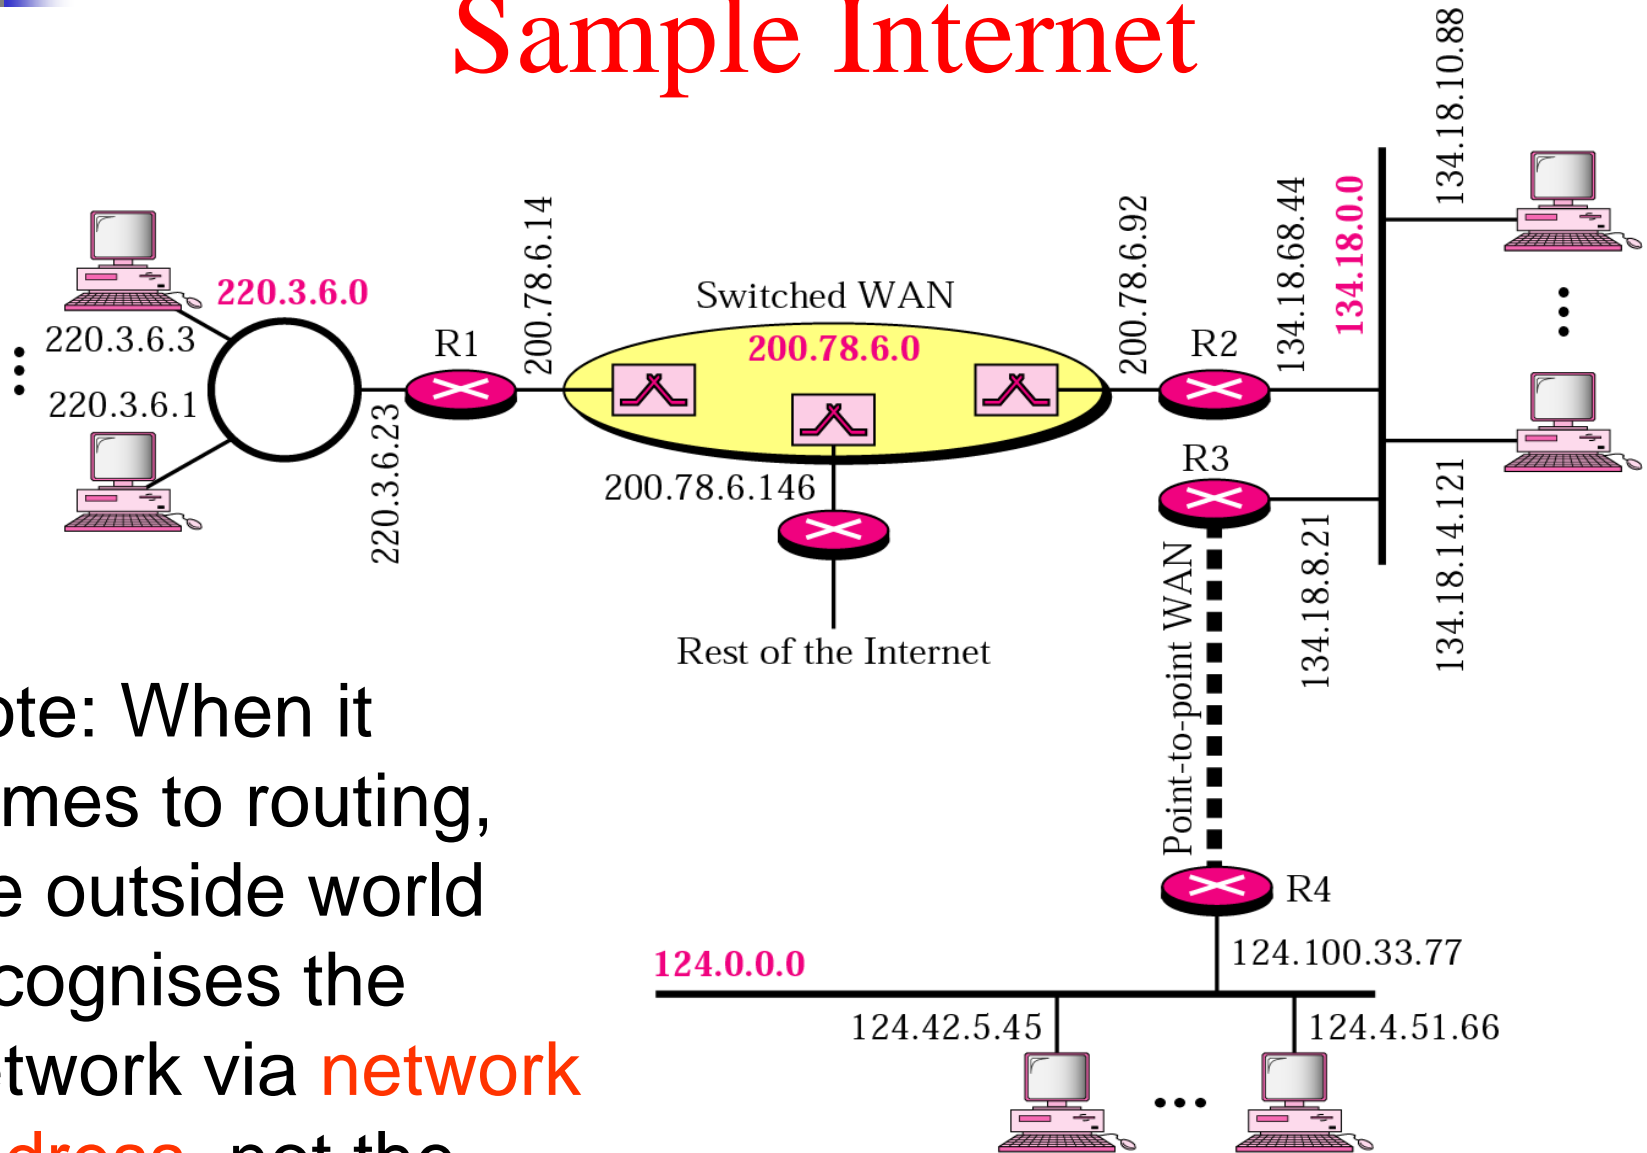 Sample Internet
134.18.10.88
220.3.6.0
220.3.6.3
220.3.6.1
220.3.6.23
R1
200.78.6.14
Switched WAN
200.78.6.0
200.78.6.146
Rest of the Internet
200.78.6.92
R2
134.18.68.44
134.18.0.0
R3
134.18.8.21
134.18.14.121
Point-to-point WAN
R4
124.100.33.77
124.0.0.0
124.42.5.45
124.4.51.66
ote: When it
mes to routing,
e outside world
cognises the
twork via network
dress, not the